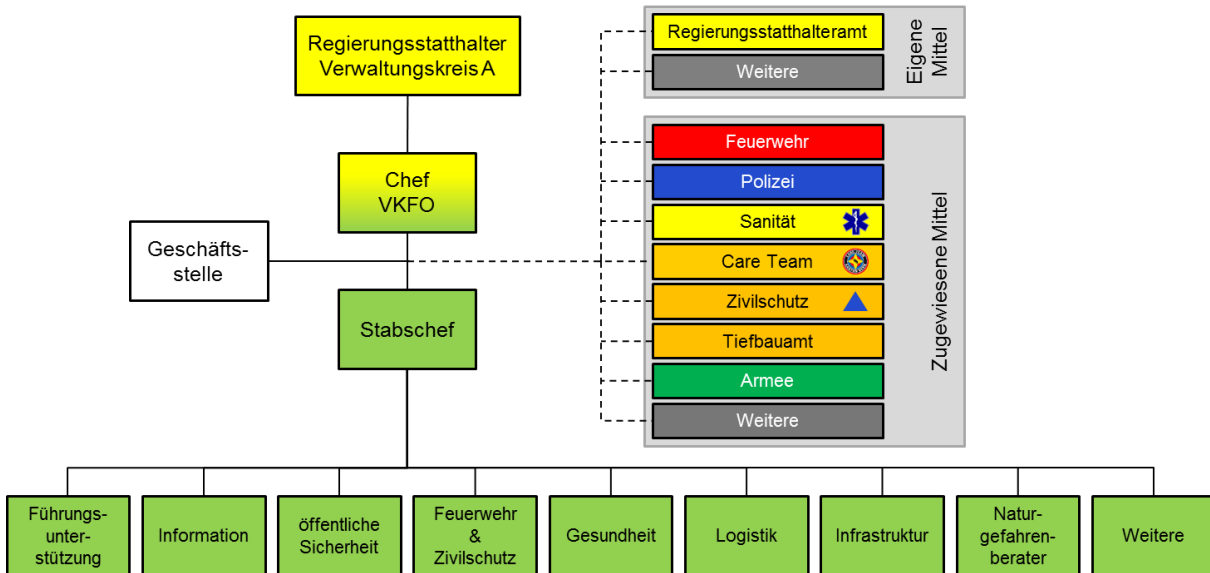 Regierungsstatthalter
Verwaltungskreis A
Chef
VKFO
Geschäfts-
stelle
Stabschef
Regierungsstatthalteramt
Weitere
Eigene
Mittel
Feuerwehr
Polizei
Sanität
Care Team
Zivilschutz
Tiefbauamt
Armee
Weitere
Zugewiesene Mittel
Führungs-
unter-
stützung
Information
öffentliche
Sicherheit
Feuerwehr
&
Zivilschutz
Gesundheit
Logistik
Infrastruktur
Natur-
gefahren-
berater
Weitere